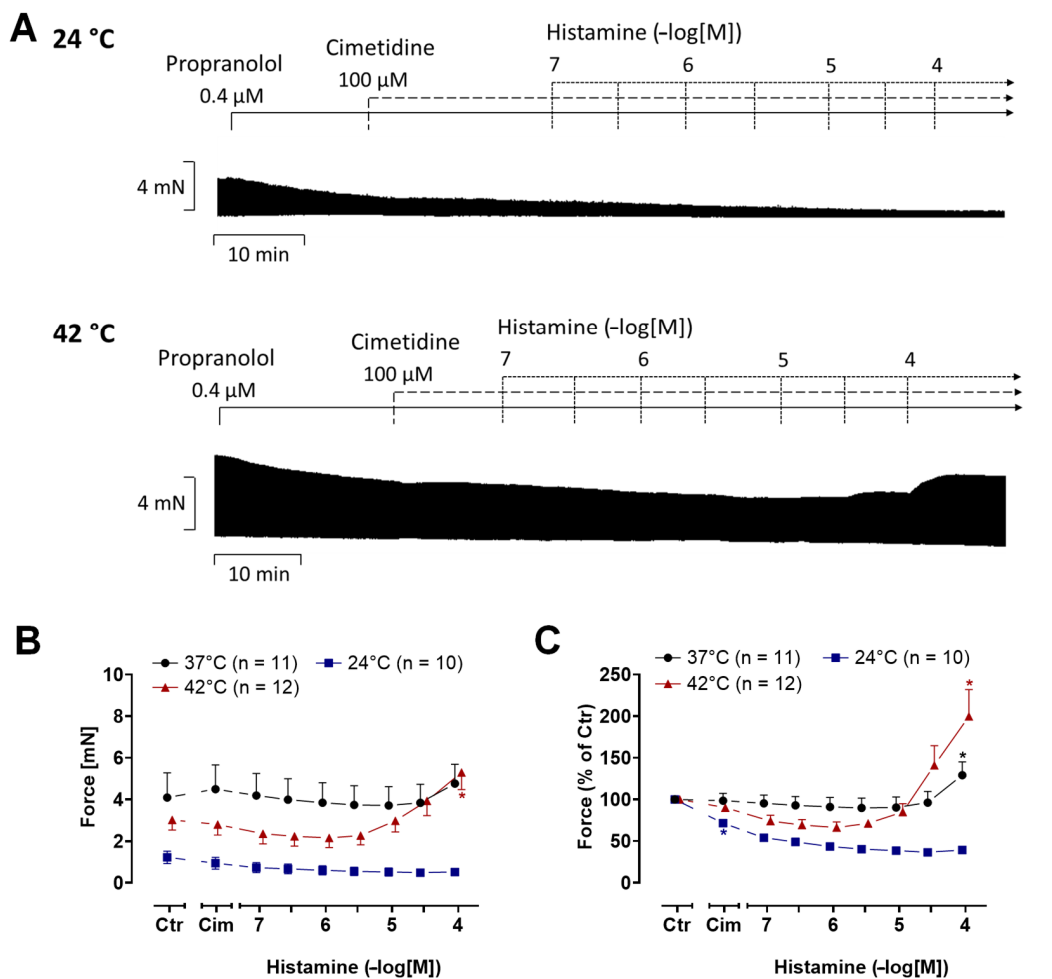 A
24 °C
Histamine (–log[M])
Propranolol
Cimetidine
0.4 µM
100 µM
7 6 5 4
4 mN
10 min
42 °C
Histamine (–log[M])
Propranolol
Cimetidine
0.4 µM
100 µM
7 6 5 4
4 mN
10 min
B
37°C (n = 11) 24°C (n = 10)
42°C (n = 12)
Force [mN]
10
8
6
4
2
0
*
Ctr Cim 7 6 5 4
Histamine (–log[M])
C
37°C (n = 11) 24°C (n = 10)
42°C (n = 12)
Force (% of Ctr)
250
200
150
100
50
0
*
*
*
Ctr Cim 7 6 5 4
Histamine (–log[M])